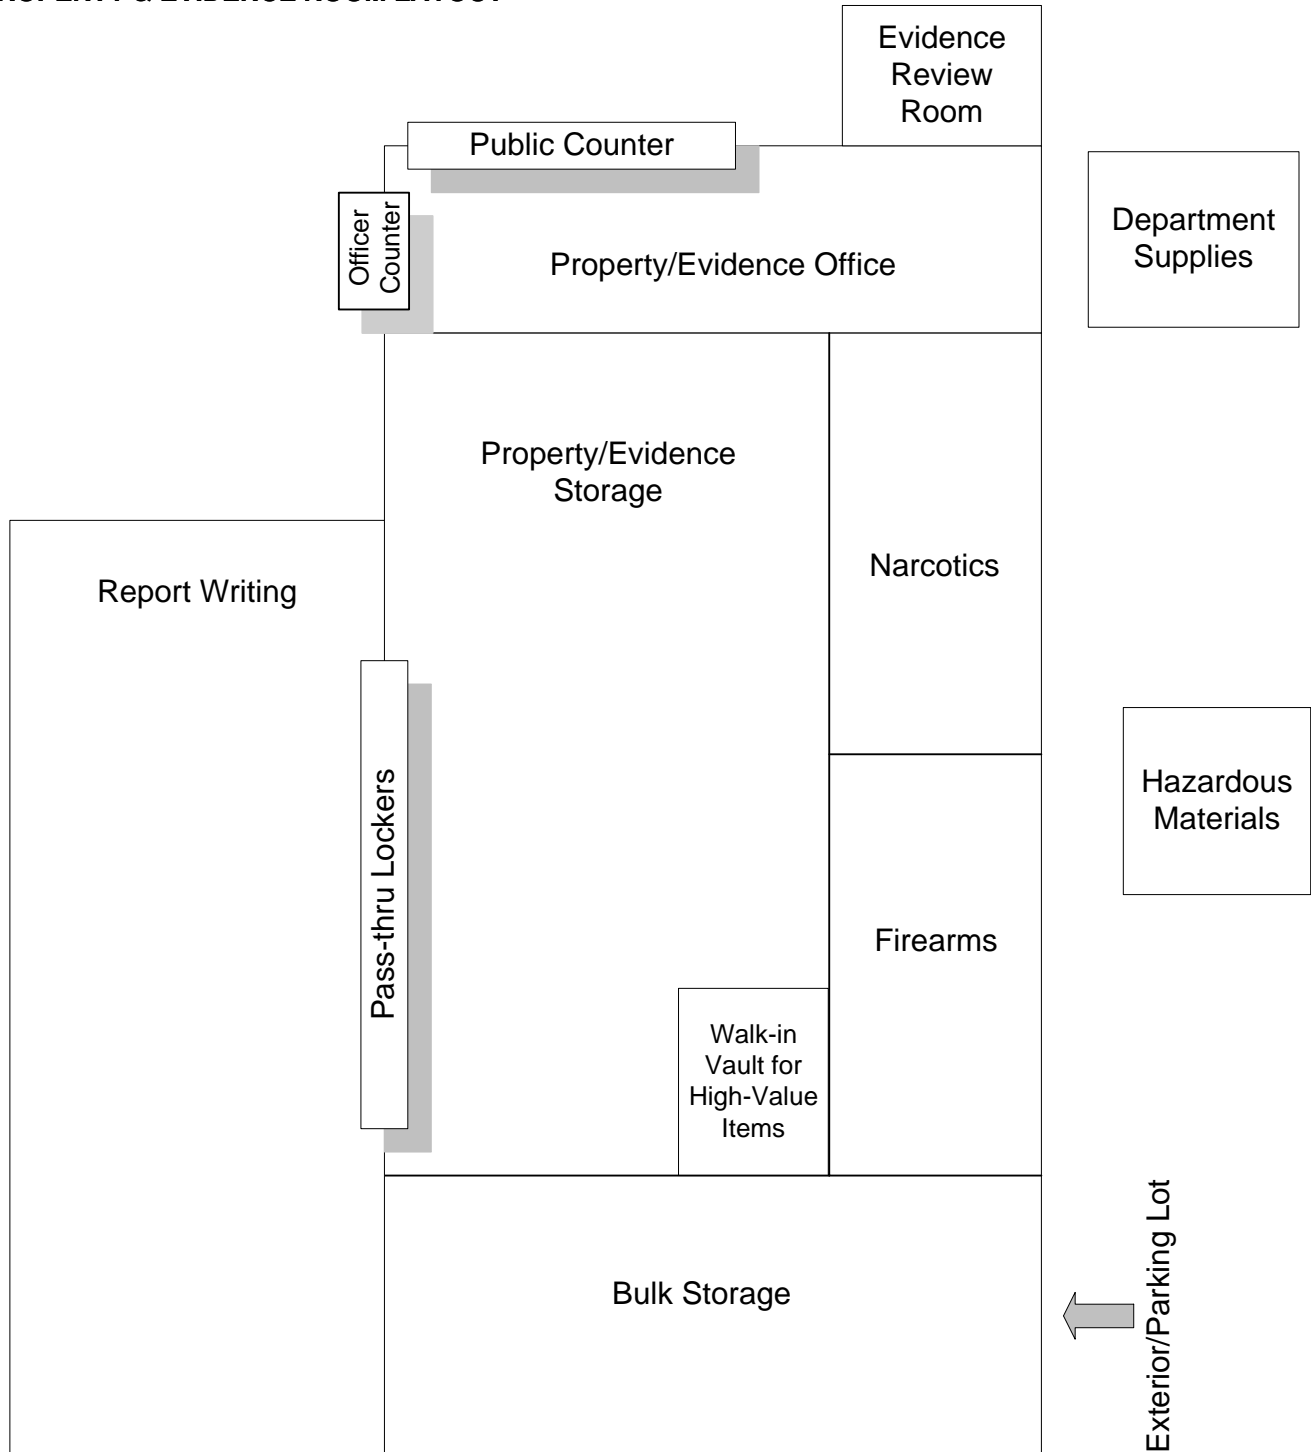 Evidence
Review
Room
Public Counter
Officer
Counter
Property/Evidence Office
Department
Supplies
Property/Evidence
Storage
Narcotics
Report Writing
Pass-thru Lockers
Hazardous
Materials
Firearms
Walk-in
Vault for
High-Value
Items
Bulk Storage
Exterior/Parking Lot